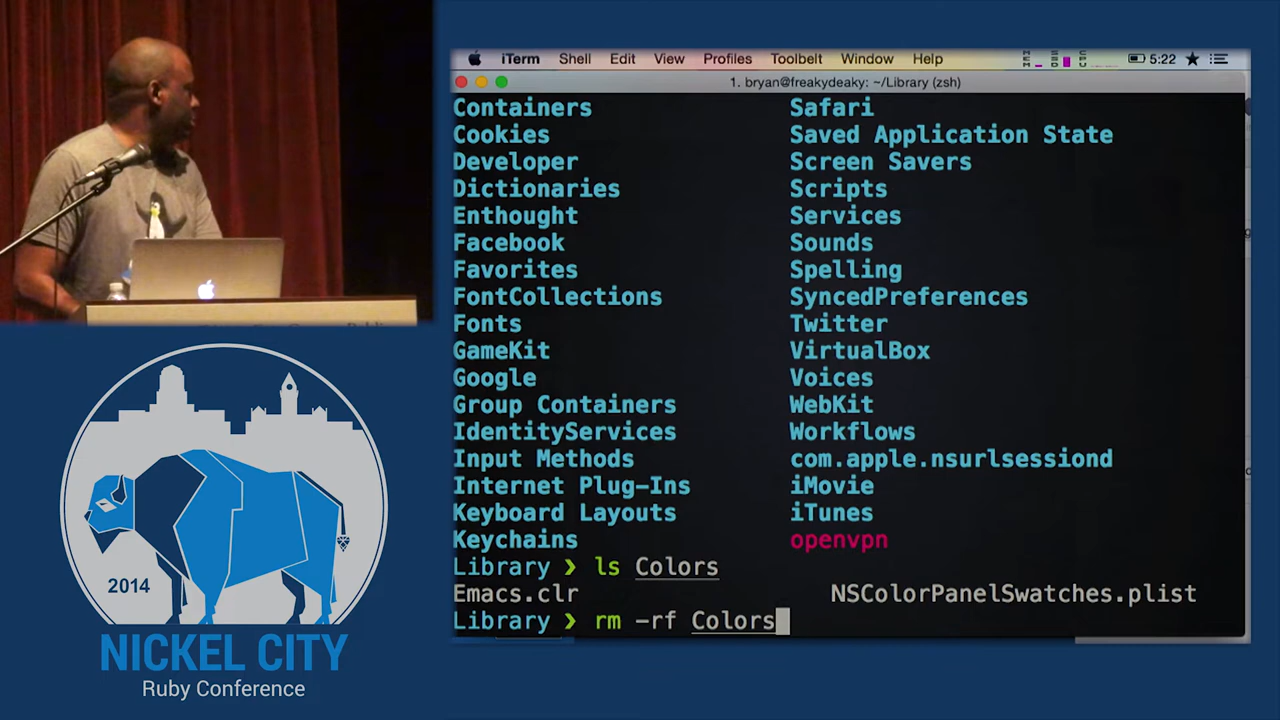 iTerm Shell Edit View Profiles Toolbelt Window Help 5:22
1. bryan@freakydeaky: ~/Library (zsh)
Containers Safari
Cookies Saved Application State
Developer Screen Savers
Dictionaries Scripts
Enthought Services
Facebook Sounds
Favorites Spelling
FontCollections SyncedPreferences
Fonts Twitter
GameKit VirtualBox
Google Voices
Group Containers WebKit
IdentityServices Workflows
Input Methods com.apple.nsurlsessiond
Internet Plug-Ins iMovie
Keyboard Layouts iTunes
Keychains openvpn
Library ❯ ls Colors
Emacs.clr NSColorPanelSwatches.plist
Library ❯ rm -rf Colors
2014
NICKEL CITY
Ruby Conference